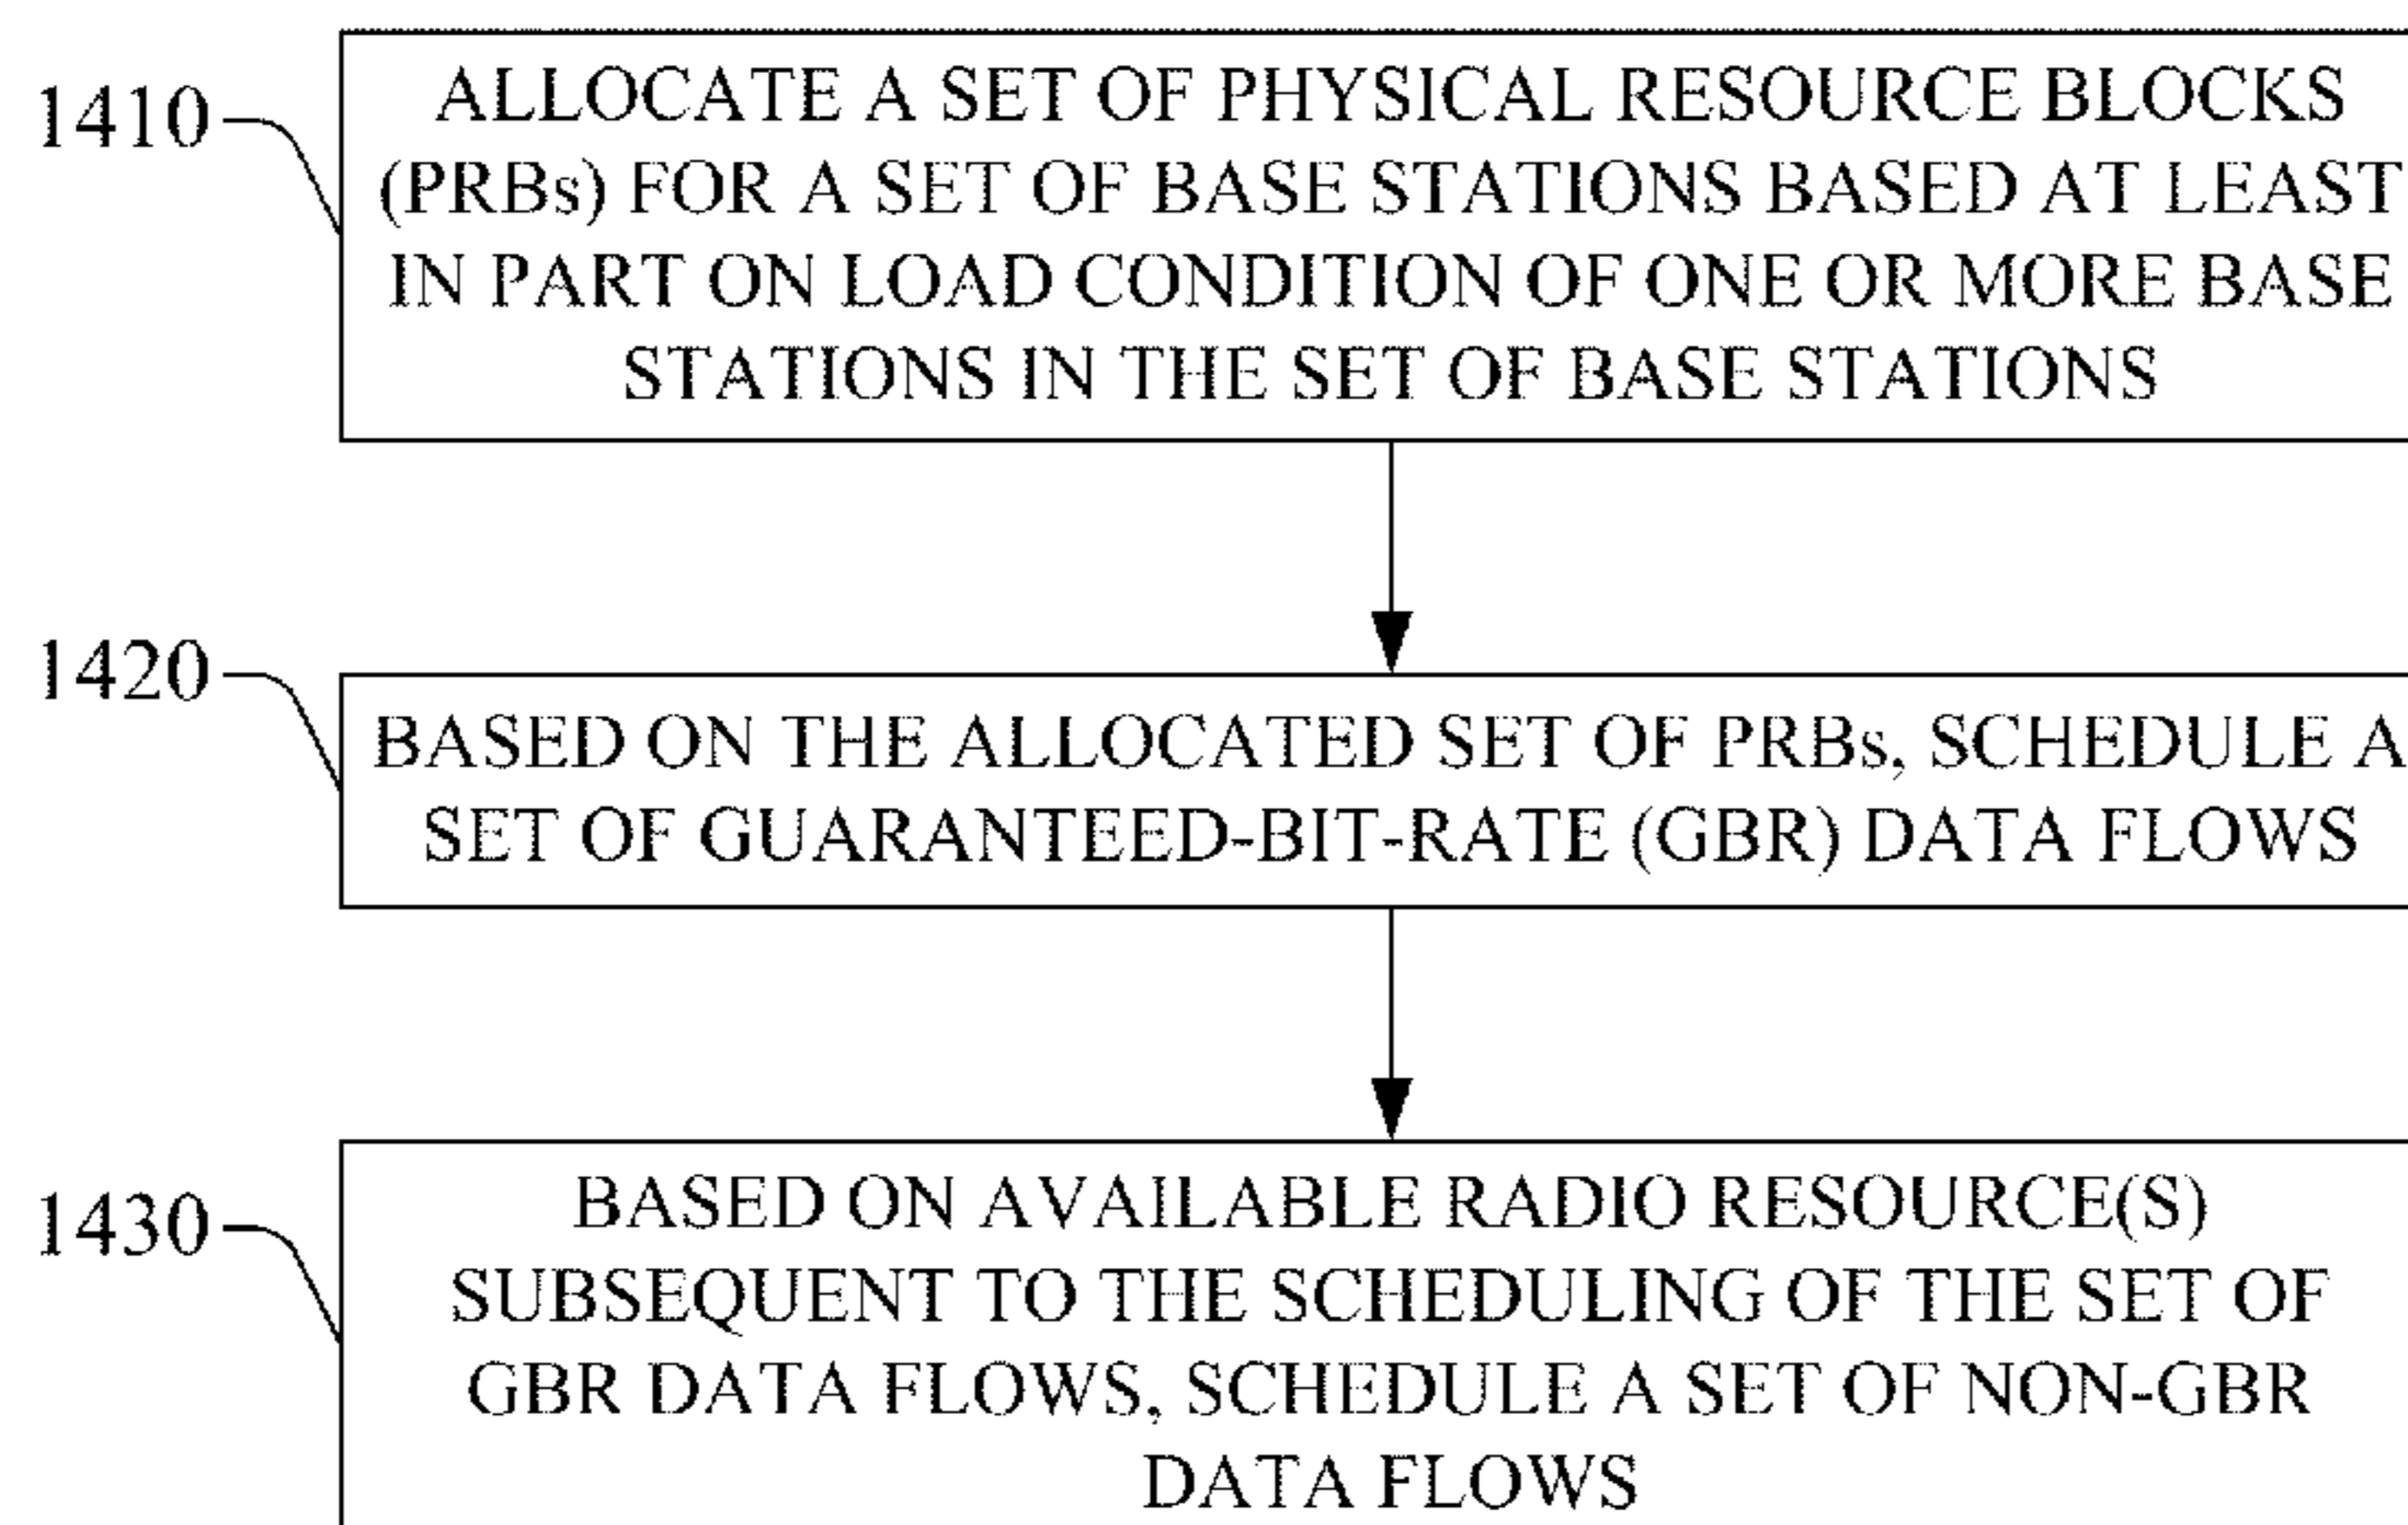 1410
ALLOCATE A SET OF PHYSICAL RESOURCE BLOCKS
(PRBs) FOR A SET OF BASE STATIONS BASED AT LEAST
IN PART ON LOAD CONDITION OF ONE OR MORE BASE
STATIONS IN THE SET OF BASE STATIONS
1420
BASED ON THE ALLOCATED SET OF PRBs, SCHEDULE A
SET OF GUARANTEED-BIT-RATE (GBR) DATA FLOWS
1430
BASED ON AVAILABLE RADIO RESOURCE(S)
SUBSEQUENT TO THE SCHEDULING OF THE SET OF
GBR DATA FLOWS, SCHEDULE A SET OF NON-GBR
DATA FLOWS